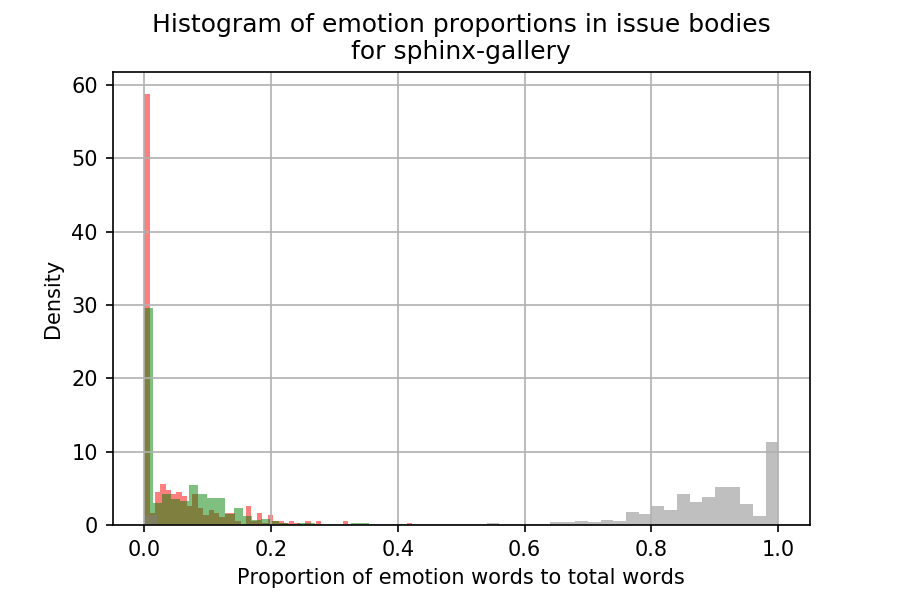 Histogram of emotion proportions in issue bodies
for sphinx-gallery
60
50
40
30
20
10
0
Density
0.0 0.2 0.4 0.6 0.8 1.0
Proportion of emotion words to total words